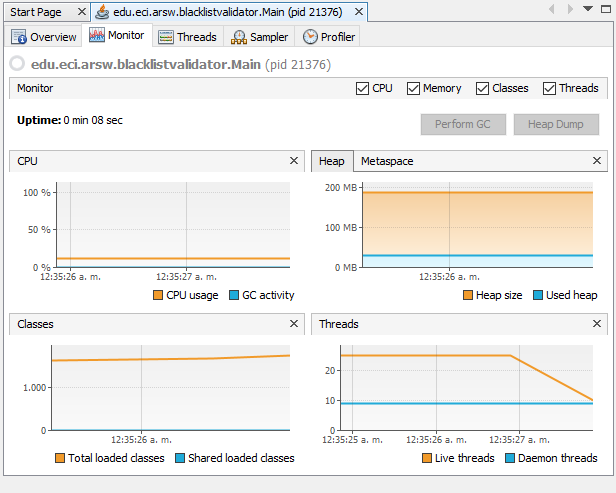 Start Page edu.eci.arsw.blacklistvalidator.Main (pid 21376)
Overview Monitor Threads Sampler Profiler
edu.eci.arsw.blacklistvalidator.Main (pid 21376)
Monitor CPU Memory Classes Threads
Uptime: 0 min 08 sec Perform GC Heap Dump
CPU
100 %
50 %
0 %
12:35:26 a. m. 12:35:27 a. m.
CPU usage GC activity
Heap Metaspace
200 MB
100 MB
0 MB
12:35:26 a. m.
Heap size Used heap
Classes
1.000
0
12:35:26 a. m.
Total loaded classes Shared loaded classes
Threads
20
10
0
12:35:25 a. m. 12:35:26 a. m. 12:35:27 a. m.
Live threads Daemon threads